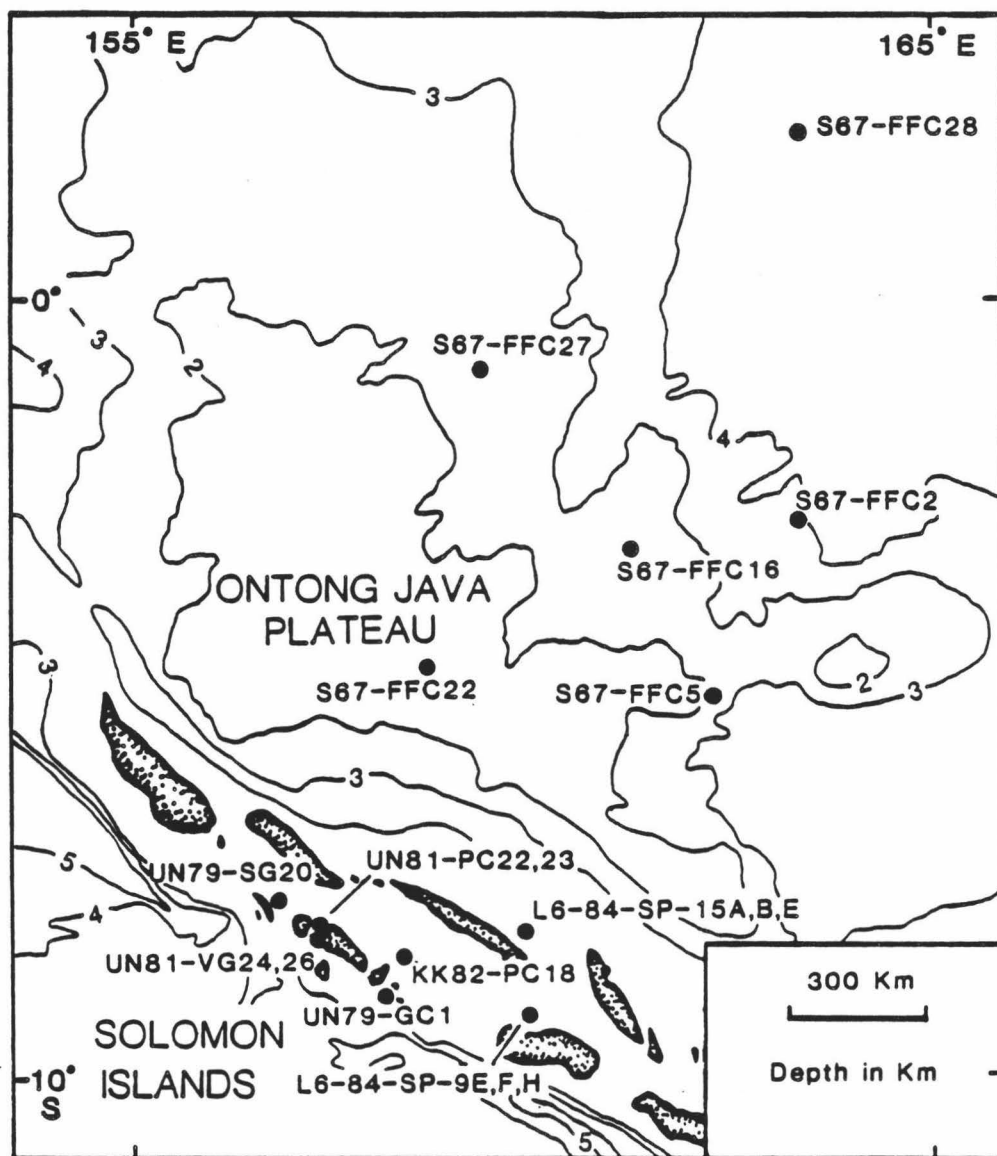 155° E
165° E
3
S67-FFC28
0°
3
4
2
S67-FFC27
4
S67-FFC2
S67-FFC16
ONTONG JAVA
PLATEAU
S67-FFC22
S67-FFC5
2
3
3
3
UN81-PC22,23
UN79-SG20
5
4
L6-84-SP-15A,B,E
UN81-VG24,26
KK82-PC18
UN79-GC1
300 Km
Depth in Km
SOLOMON
ISLANDS
L6-84-SP-9E,F,H
10°
S
5